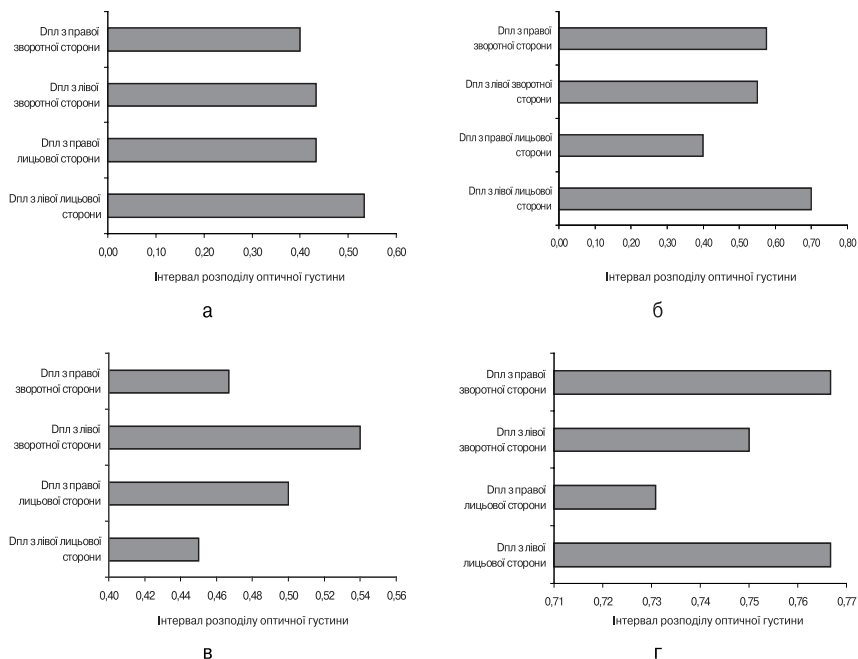 Dпл з правої
зворотної сторони
Dпл з лівої
зворотної сторони
Dпл з правої
лицьової сторони
Dпл з лівої лицьової
сторони
0,00 0,10 0,20 0,30 0,40 0,50 0,60
Інтервал розподілу оптичної густини
а
Dпл з правої
зворотної сторони
Dпл з лівої зворотної
сторони
Dпл з правої лицьової
сторони
Dпл з лівої лицьової
сторони
0,00 0,10 0,20 0,30 0,40 0,50 0,60 0,70 0,80
Інтервал розподілу оптичної густини
б
Dпл з правої
зворотної сторони
Dпл з лівої
зворотної сторони
Dпл з правої
лицьової сторони
Dпл з лівої лицьової
сторони
0,40 0,42 0,44 0,46 0,48 0,50 0,52 0,54 0,56
Інтервал розподілу оптичної густини
в
Dпл з правої
зворотної сторони
Dпл з лівої
зворотної сторони
Dпл з правої
лицьової сторони
Dпл з лівої
лицьової сторони
0,71 0,72 0,73 0,74 0,75 0,76 0,77
Інтервал розподілу оптичної густини
г